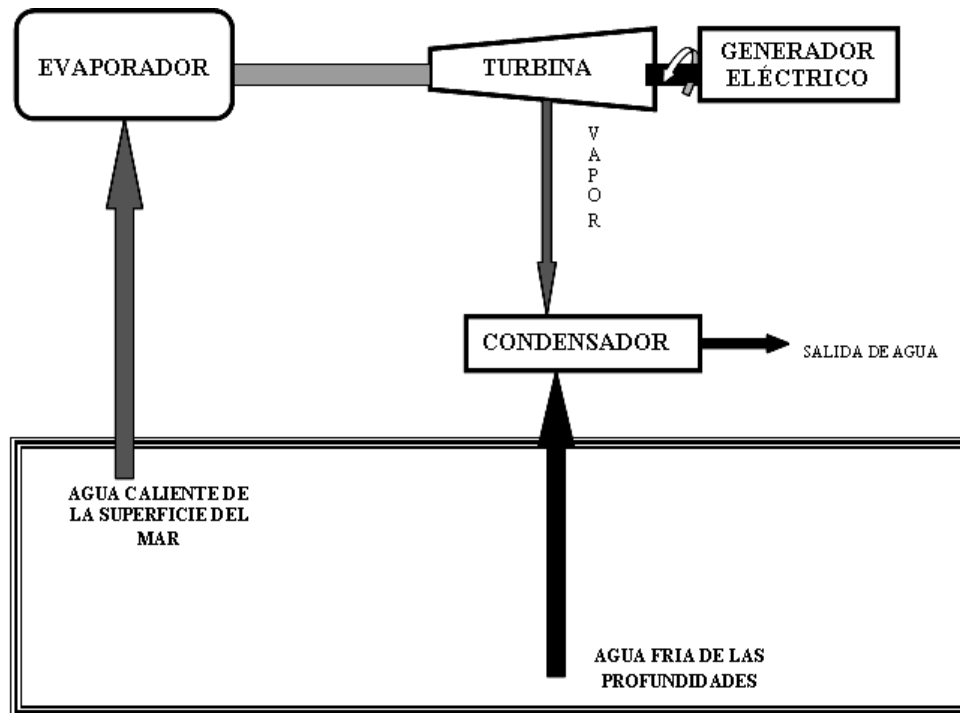 EVAPORADOR
TURBINA
GENERADOR
ELÉCTRICO
V
A
P
O
R
CONDENSADOR
SALIDA DE AGUA
AGUA CALIENTE DE
LA SUPERFICIE DEL
MAR
AGUA FRIA DE LAS
PROFUNDIDADES